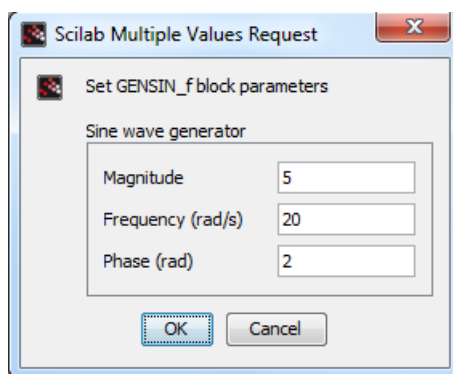 Scilab Multiple Values Request
Set GENSIN_f block parameters
Sine wave generator
Magnitude 5
Frequency (rad/s) 20
Phase (rad) 2
OK Cancel